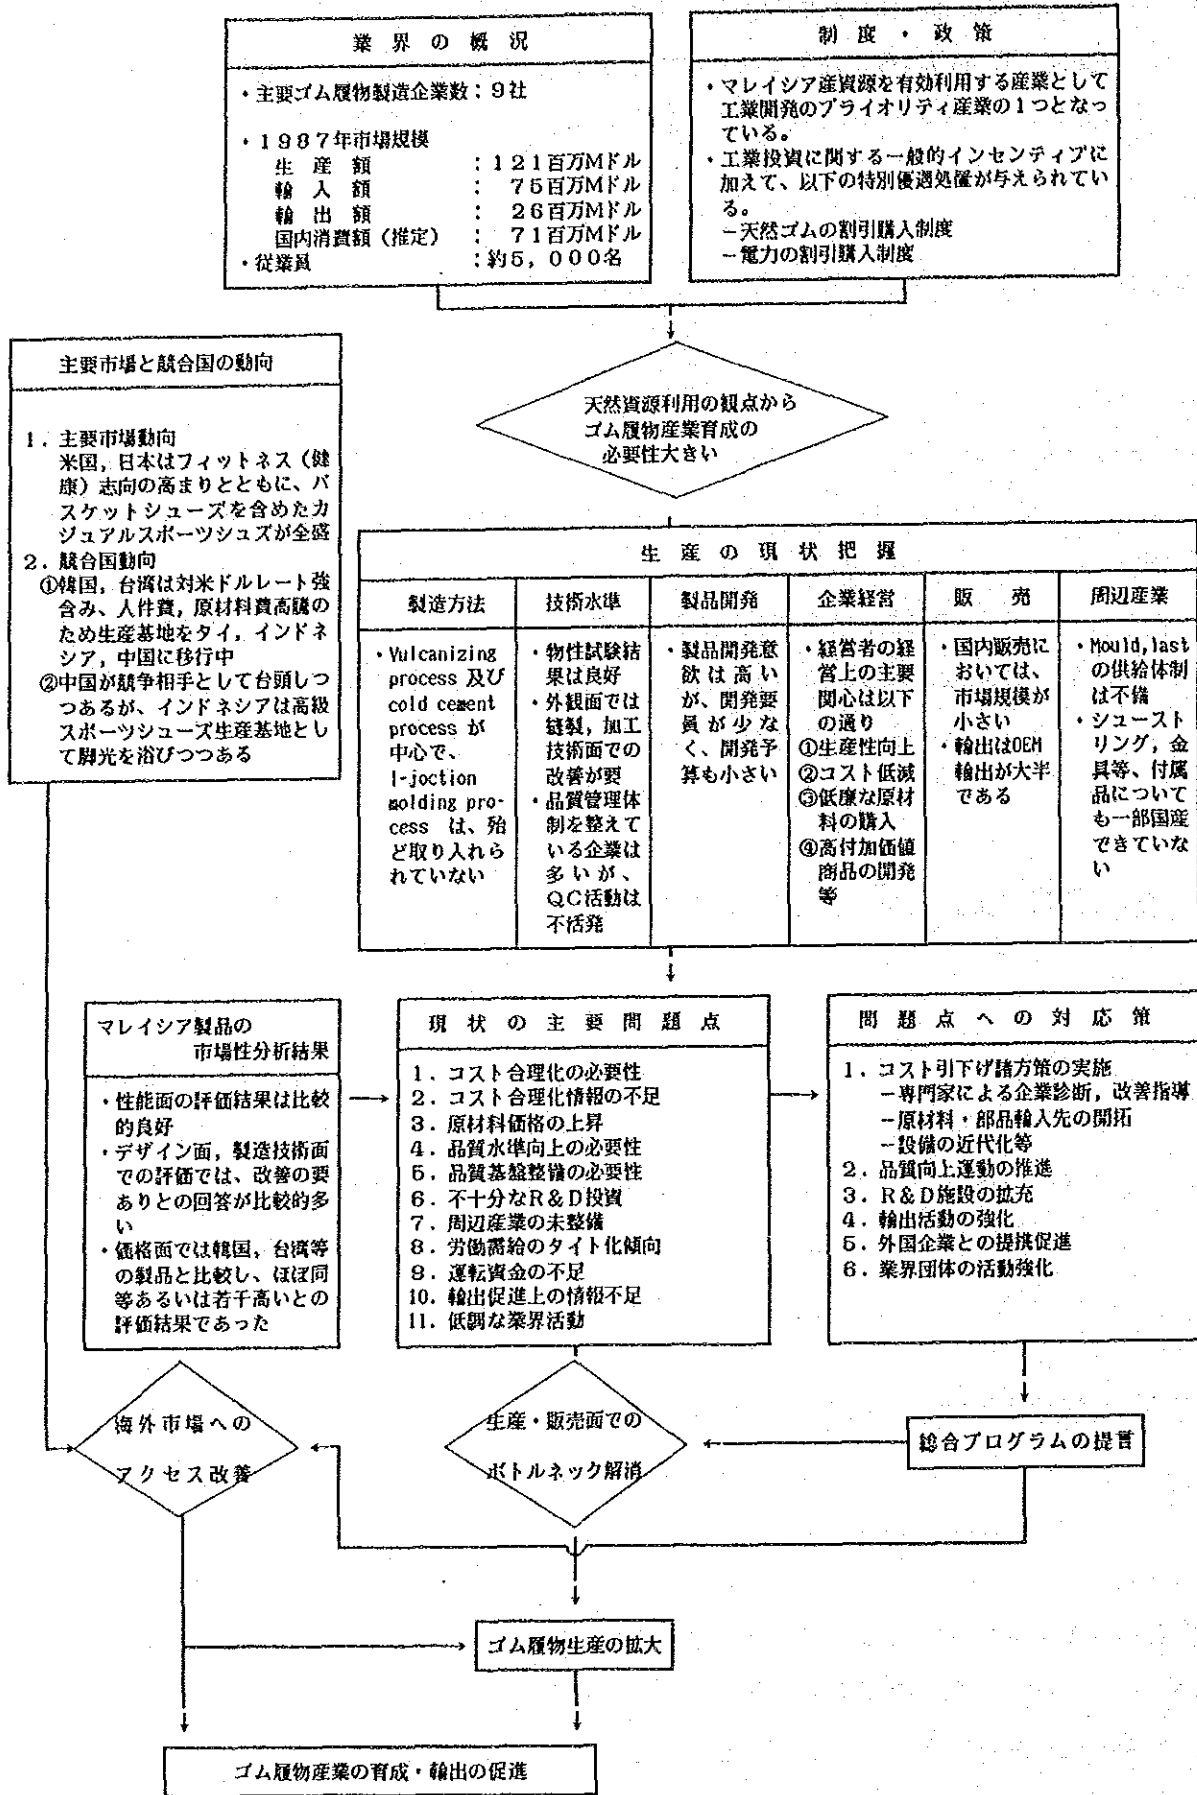 業界の概況
・主要ゴム履物製造企業数：9社
・1987年市場規模
生産額：121百万Mドル
輸入額：75百万Mドル
輸出額：26百万Mドル
国内消費額（推定）：71百万Mドル
・従業員：約5，000名
制度・政策
・マレイシア産資源を有効利用する産業として
工業開発のプライオリティ産業の1つとなっ
ている。
・工業投資に関する一般的インセンティブに
加えて、以下の特別優遇処置が与えられてい
る。
－天然ゴムの割引購入制度
－電力の割引購入制度
主要市場と競合国の動向
1．主要市場動向
米国，日本はフィットネス（健
康）志向の高まりとともに、バ
スケットシューズを含めたカ
ジュアルスポーツシュズが全盛
2．競合国動向
①韓国，台湾は対米ドルレート強
含み、人件費，原材料費高騰の
ため生産基地をタイ，インドネ
シア，中国に移行中
②中国が競争相手として台頭しつ
つあるが、インドネシアは高級
スポーツシューズ生産基地とし
て脚光を浴びつつある
天然資源利用の観点から
ゴム履物産業育成の
必要性大きい
生産の現状把握
製造方法
・Vulcanizing
process 及び
cold cement
process が
中心で、
I-joction
molding pro-
cess は、殆
ど取り入れら
れていない
技術水準
・物性試験結
果は良好
・外観面では
縫製，加工
技術面での
改善が要
・品質管理体
制を整えて
いる企業は
多いが、
QC活動は
不活発
製品開発
・製品開発意
欲は高い
が、開発要
員が少な
く、開発予
算も小さい
企業経営
・経営者の経
営上の主要
関心は以下
の通り
①生産性向上
②コスト低減
③低廉な原材
料の購入
④高付加価値
商品の開発
等
販売
・国内販売に
おいては、
市場規模が
小さい
・輸出はOEM
輸出が大半
である
周辺産業
・Mould,last
の供給体制
は不備
・シュースト
リング，金
具等、付属
品について
も一部国産
できていな
い
マレイシア製品の
市場性分析結果
・性能面の評価結果は比較
的良好
・デザイン面，製造技術面
での評価では、改善の要
ありとの回答が比較的多
い
・価格面では韓国，台湾等
の製品と比較し、ほぼ同
等あるいは若干高いとの
評価結果であった
現状の主要問題点
1．コスト合理化の必要性
2．コスト合理化情報の不足
3．原材料価格の上昇
4．品質水準向上の必要性
5．品質基盤整備の必要性
6．不十分なR＆D投資
7．周辺産業の未整備
8．労働需給のタイト化傾向
9．運転資金の不足
10．輸出促進上の情報不足
11．低調な業界活動
問題点への対応策
1．コスト引下げ諸方策の実施
－専門家による企業診断，改善指導
－原材料・部品輸入先の開拓
－設備の近代化等
2．品質向上運動の推進
3．R＆D施設の拡充
4．輸出活動の強化
5．外国企業との提携促進
6．業界団体の活動強化
海外市場への
アクセス改善
生産・販売面での
ボトルネック解消
総合プログラムの提言
ゴム履物生産の拡大
ゴム履物産業の育成・輸出の促進